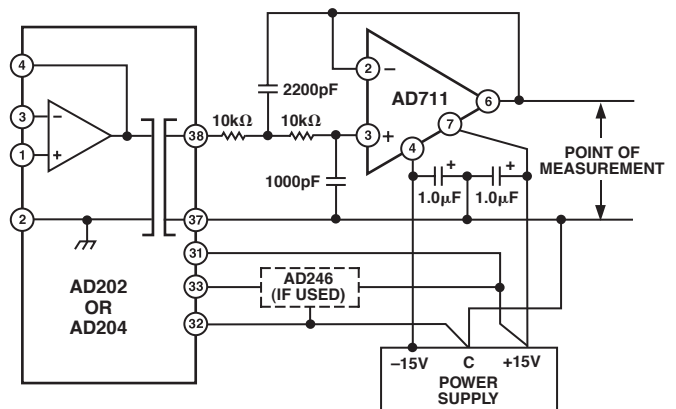 4
3
–
1
+
2
AD202
OR
AD204
38
37
31
33
32
10kΩ
2200pF
10kΩ
1000pF
2
–
AD711
3
+
6
7
4
+
1.0µF
+
1.0µF
POINT OF
MEASUREMENT
AD246
(IF USED)
–15V
C
+15V
POWER
SUPPLY